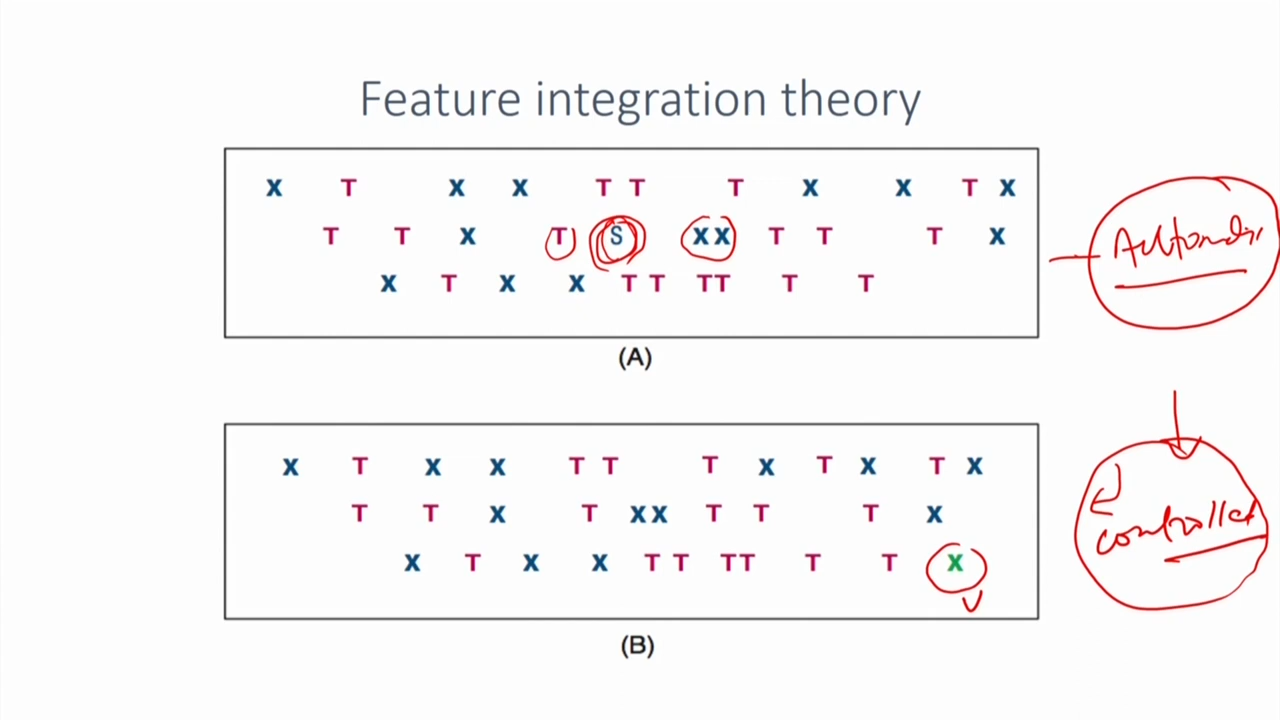 Feature integration theory
X T X X T T T X X T X
T T X T S X X T T T X
X T X X T T T T T T
(A)
Automatic
X T X X T T T X T X T X
T T X T X X T T T X
X T X X T T T T T T X
(B)
controlled